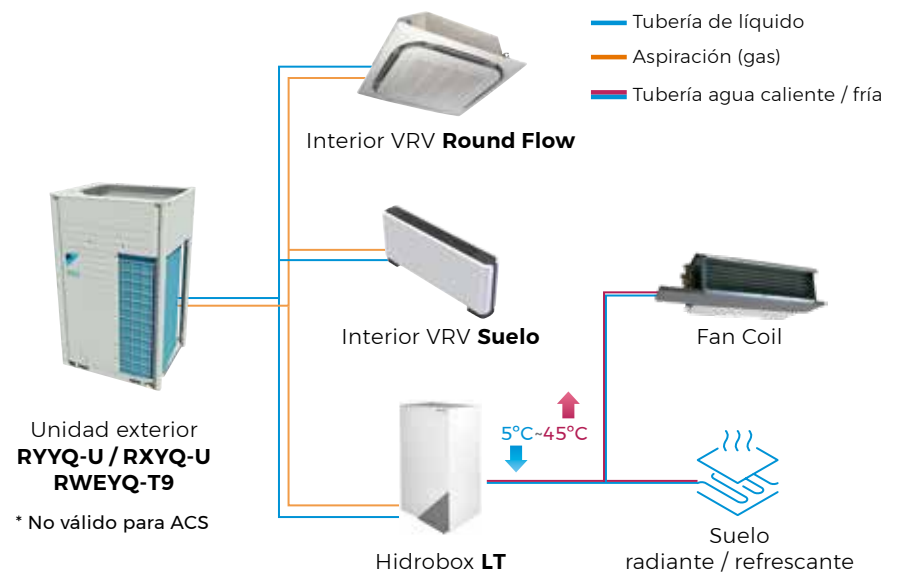 Tubería de líquido
Aspiración (gas)
Tubería agua caliente / fría
Interior VRV Round Flow
Interior VRV Suelo
Fan Coil
Unidad exterior
RYYQ-U / RXYQ-U
RWEYQ-T9
* No válido para ACS
5ºC~45ºC
Hidrobox LT
Suelo
radiante / refrescante